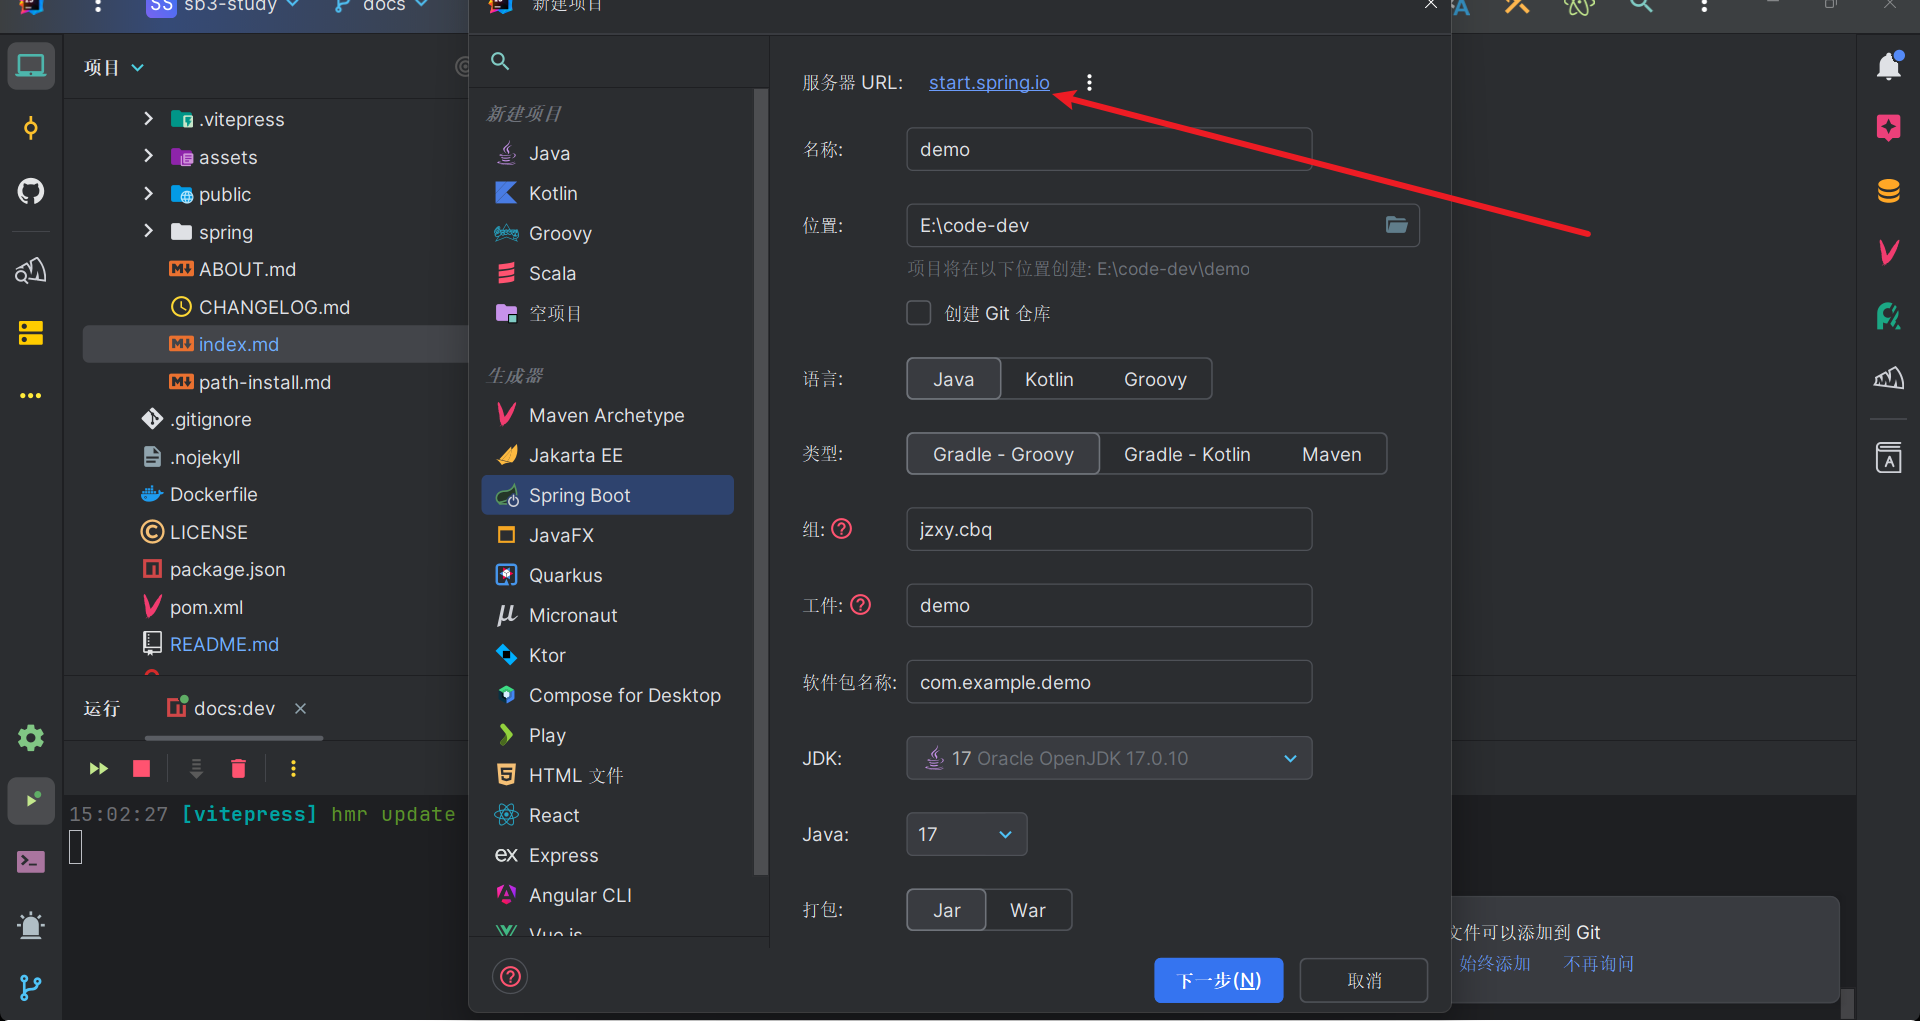 SS sb3-study docs
新建项目
项目
.vitepress
assets
public
spring
ABOUT.md
CHANGELOG.md
index.md
path-install.md
.gitignore
.nojekyll
Dockerfile
LICENSE
package.json
pom.xml
README.md
运行 docs:dev
15:02:27 [vitepress] hmr update
新建项目
Java
Kotlin
Groovy
Scala
空项目
生成器
Maven Archetype
Jakarta EE
Spring Boot
JavaFX
Quarkus
Micronaut
Ktor
Compose for Desktop
Play
HTML 文件
React
ex Express
Angular CLI
Vue.js
服务器 URL: start.spring.io
名称: demo
位置: E:\code-dev
项目将在以下位置创建: E:\code-dev\demo
创建 Git 仓库
语言: Java Kotlin Groovy
类型: Gradle - Groovy Gradle - Kotlin Maven
组: jzxy.cbq
工件: demo
软件包名称: com.example.demo
JDK: 17 Oracle OpenJDK 17.0.10
Java: 17
打包: Jar War
下一步(N) 取消
文件可以添加到 Git
始终添加 不再询问